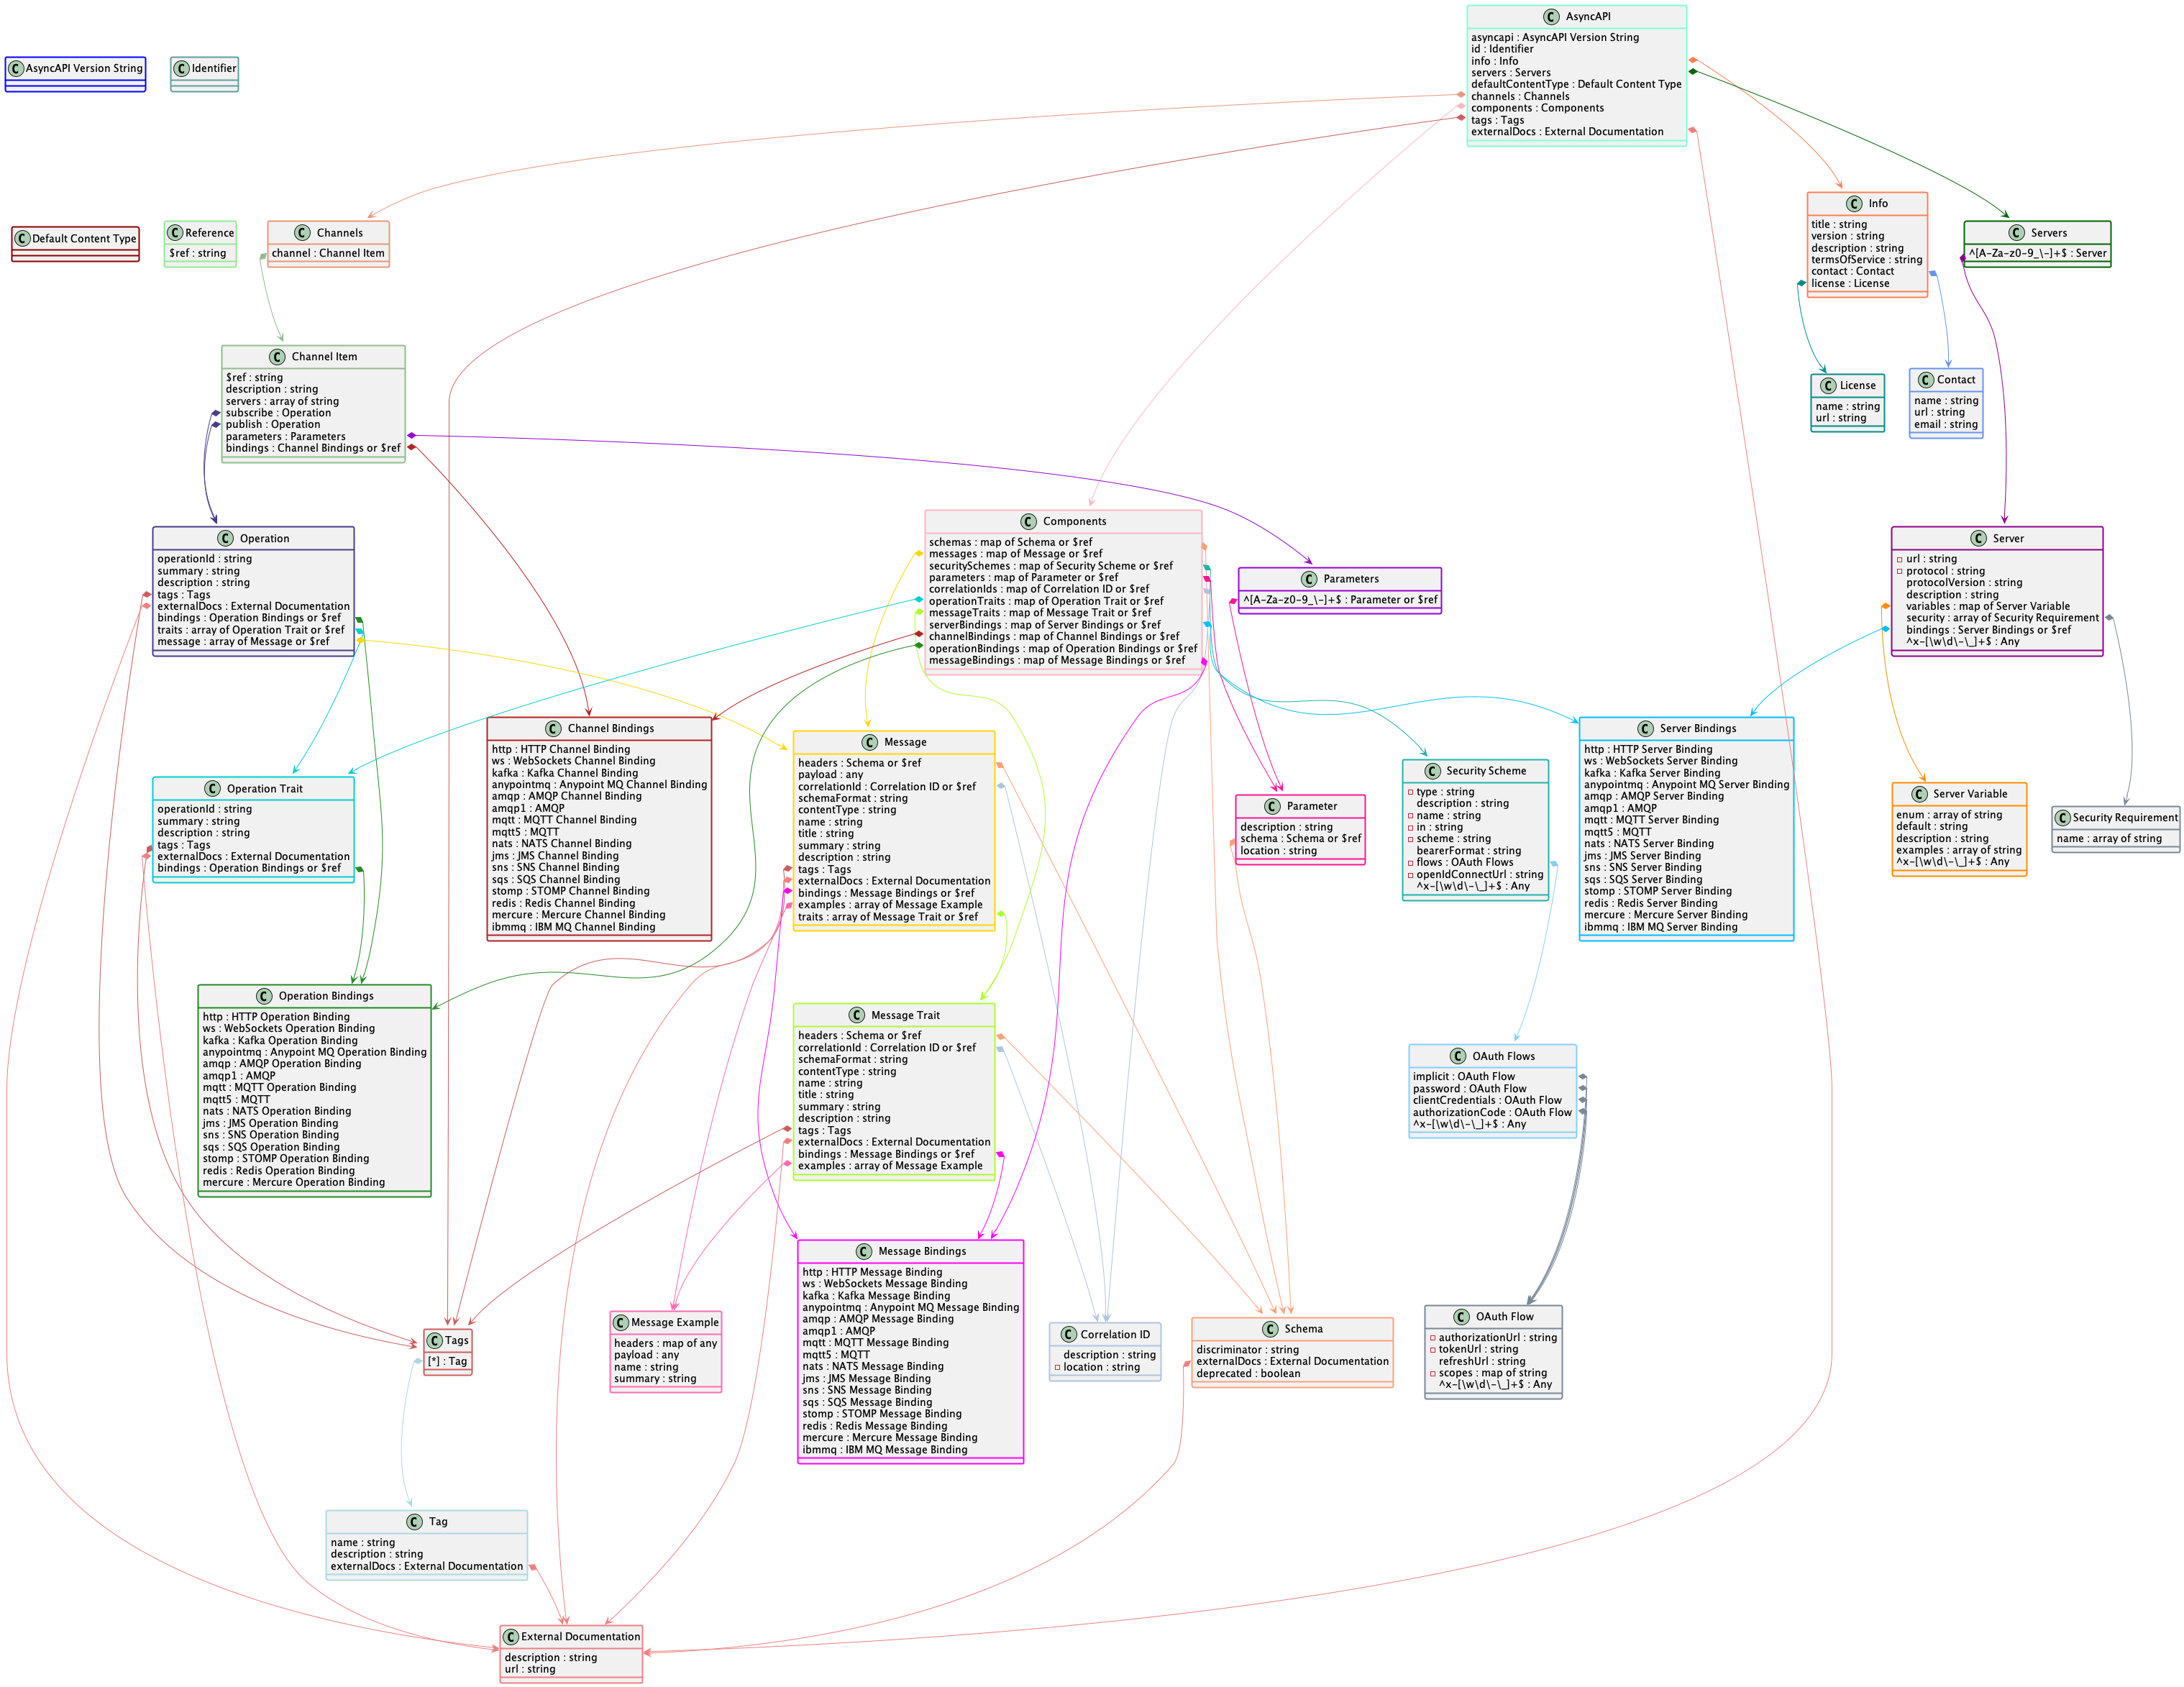 C AsyncAPI
asyncapi : AsyncAPI Version String
id : Identifier
info : Info
servers : Servers
defaultContentType : Default Content Type
channels : Channels
components : Components
tags : Tags
externalDocs : External Documentation
C AsyncAPI Version String
C Identifier
C Default Content Type
C Reference
$ref : string
C Channels
channel : Channel Item
C Info
title : string
version : string
description : string
termsOfService : string
contact : Contact
license : License
C Servers
^[A-Za-z0-9_\-]+$ : Server
C Channel Item
$ref : string
description : string
servers : array of string
subscribe : Operation
publish : Operation
parameters : Parameters
bindings : Channel Bindings or $ref
C License
name : string
url : string
C Contact
name : string
url : string
email : string
C Operation
operationId : string
summary : string
description : string
tags : Tags
externalDocs : External Documentation
bindings : Operation Bindings or $ref
traits : array of Operation Trait or $ref
message : array of Message or $ref
C Components
schemas : map of Schema or $ref
messages : map of Message or $ref
securitySchemes : map of Security Scheme or $ref
parameters : map of Parameter or $ref
correlationIds : map of Correlation ID or $ref
operationTraits : map of Operation Trait or $ref
messageTraits : map of Message Trait or $ref
serverBindings : map of Server Bindings or $ref
channelBindings : map of Channel Bindings or $ref
operationBindings : map of Operation Bindings or $ref
messageBindings : map of Message Bindings or $ref
C Parameters
^[A-Za-z0-9_\-]+$ : Parameter or $ref
C Server
url : string
protocol : string
protocolVersion : string
description : string
variables : map of Server Variable
security : array of Security Requirement
bindings : Server Bindings or $ref
^x-[\w\d\-\_]+$ : Any
C Operation Trait
operationId : string
summary : string
description : string
tags : Tags
externalDocs : External Documentation
bindings : Operation Bindings or $ref
C Channel Bindings
http : HTTP Channel Binding
ws : WebSockets Channel Binding
kafka : Kafka Channel Binding
anypointmq : Anypoint MQ Channel Binding
amqp : AMQP Channel Binding
amqp1 : AMQP
mqtt : MQTT Channel Binding
mqtt5 : MQTT
nats : NATS Channel Binding
jms : JMS Channel Binding
sns : SNS Channel Binding
sqs : SQS Channel Binding
stomp : STOMP Channel Binding
redis : Redis Channel Binding
mercure : Mercure Channel Binding
ibmmq : IBM MQ Channel Binding
C Message
headers : Schema or $ref
payload : any
correlationId : Correlation ID or $ref
schemaFormat : string
contentType : string
name : string
title : string
summary : string
description : string
tags : Tags
externalDocs : External Documentation
bindings : Message Bindings or $ref
examples : array of Message Example
traits : array of Message Trait or $ref
C Parameter
description : string
schema : Schema or $ref
location : string
C Security Scheme
type : string
description : string
name : string
in : string
scheme : string
bearerFormat : string
flows : OAuth Flows
openIdConnectUrl : string
^x-[\w\d\-\_]+$ : Any
C Server Bindings
http : HTTP Server Binding
ws : WebSockets Server Binding
kafka : Kafka Server Binding
anypointmq : Anypoint MQ Server Binding
amqp : AMQP Server Binding
amqp1 : AMQP
mqtt : MQTT Server Binding
mqtt5 : MQTT
nats : NATS Server Binding
jms : JMS Server Binding
sns : SNS Server Binding
sqs : SQS Server Binding
stomp : STOMP Server Binding
redis : Redis Server Binding
mercure : Mercure Server Binding
ibmmq : IBM MQ Server Binding
C Server Variable
enum : array of string
default : string
description : string
examples : array of string
^x-[\w\d\-\_]+$ : Any
C Security Requirement
name : array of string
C Operation Bindings
http : HTTP Operation Binding
ws : WebSockets Operation Binding
kafka : Kafka Operation Binding
anypointmq : Anypoint MQ Operation Binding
amqp : AMQP Operation Binding
amqp1 : AMQP
mqtt : MQTT Operation Binding
mqtt5 : MQTT
nats : NATS Operation Binding
jms : JMS Operation Binding
sns : SNS Operation Binding
sqs : SQS Operation Binding
stomp : STOMP Operation Binding
redis : Redis Operation Binding
mercure : Mercure Operation Binding
C Message Trait
headers : Schema or $ref
correlationId : Correlation ID or $ref
schemaFormat : string
contentType : string
name : string
title : string
summary : string
description : string
tags : Tags
externalDocs : External Documentation
bindings : Message Bindings or $ref
examples : array of Message Example
C OAuth Flows
implicit : OAuth Flow
password : OAuth Flow
clientCredentials : OAuth Flow
authorizationCode : OAuth Flow
^x-[\w\d\-\_]+$ : Any
C Tags
[*] : Tag
C Message Example
headers : map of any
payload : any
name : string
summary : string
C Message Bindings
http : HTTP Message Binding
ws : WebSockets Message Binding
kafka : Kafka Message Binding
anypointmq : Anypoint MQ Message Binding
amqp : AMQP Message Binding
amqp1 : AMQP
mqtt : MQTT Message Binding
mqtt5 : MQTT
nats : NATS Message Binding
jms : JMS Message Binding
sns : SNS Message Binding
sqs : SQS Message Binding
stomp : STOMP Message Binding
redis : Redis Message Binding
mercure : Mercure Message Binding
ibmmq : IBM MQ Message Binding
C Correlation ID
description : string
location : string
C Schema
discriminator : string
externalDocs : External Documentation
deprecated : boolean
C OAuth Flow
authorizationUrl : string
tokenUrl : string
refreshUrl : string
scopes : map of string
^x-[\w\d\-\_]+$ : Any
C Tag
name : string
description : string
externalDocs : External Documentation
C External Documentation
description : string
url : string